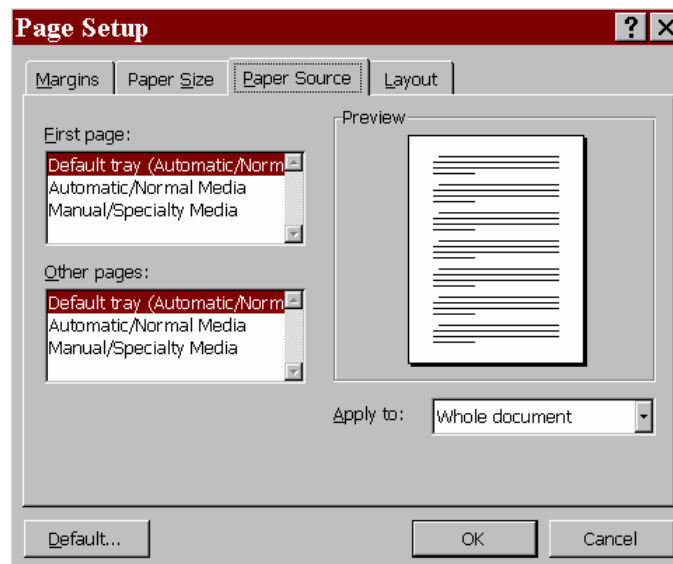 Page Setup
Margins Paper Size Paper Source Layout
First page:
Default tray (Automatic/Norm
Automatic/Normal Media
Manual/Specialty Media
Other pages:
Default tray (Automatic/Norm
Automatic/Normal Media
Manual/Specialty Media
Preview
Apply to: Whole document
Default... OK Cancel